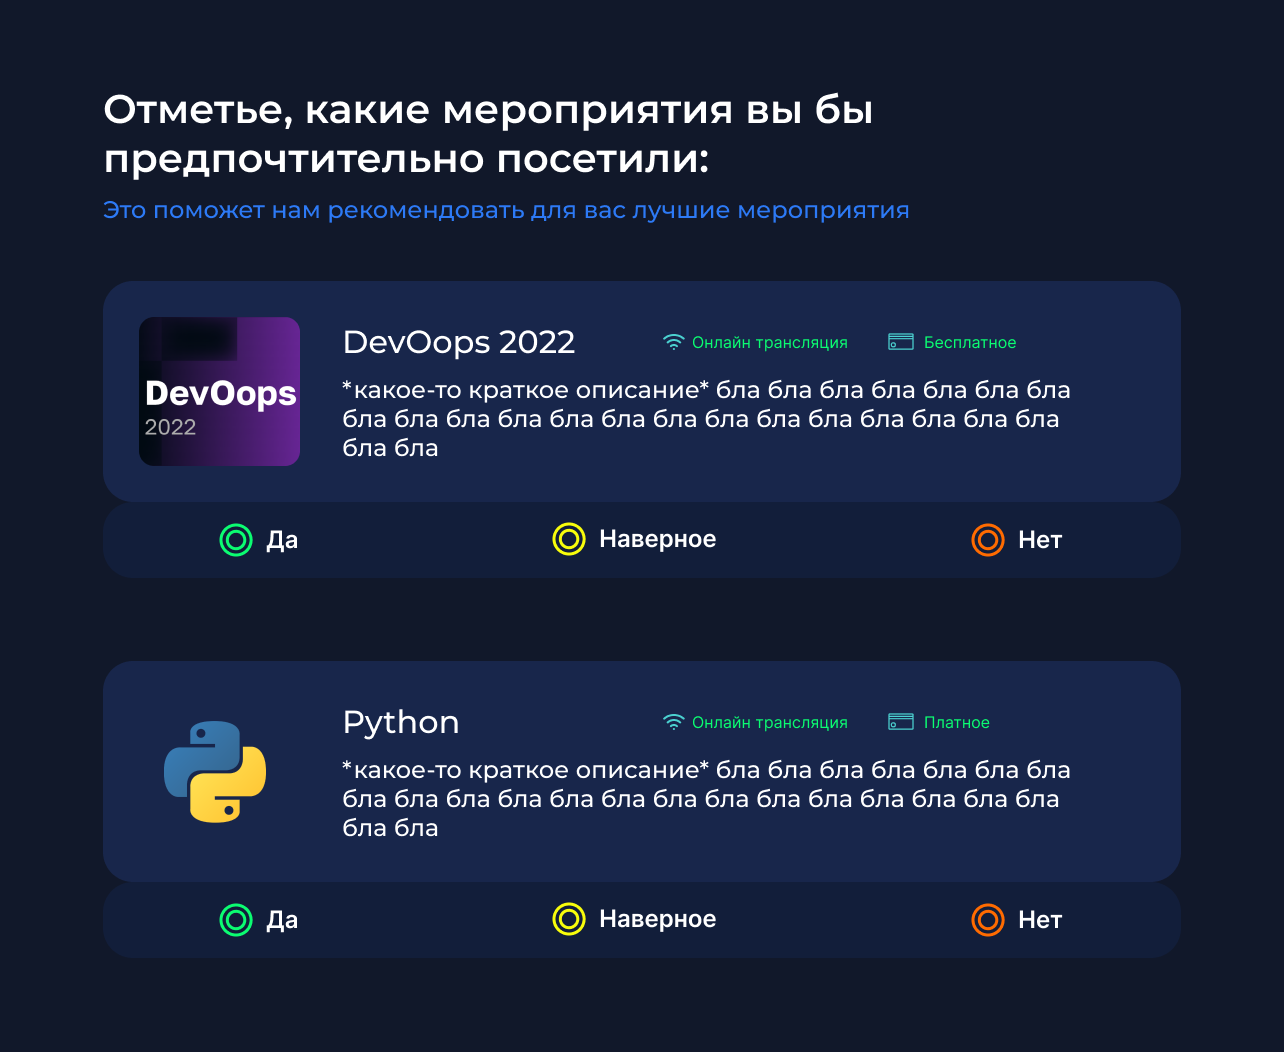 Отметье, какие мероприятия вы бы
предпочтительно посетили:
Это поможет нам рекомендовать для вас лучшие мероприятия
DevOops
2022
DevOops 2022
Онлайн трансляция
Бесплатное
*какое-то краткое описание* бла бла бла бла бла бла бла
бла бла бла бла бла бла бла бла бла бла бла бла бла бла
бла бла
Да
Наверное
Нет
Python
Онлайн трансляция
Платное
*какое-то краткое описание* бла бла бла бла бла бла бла
бла бла бла бла бла бла бла бла бла бла бла бла бла бла
бла бла
Да
Наверное
Нет